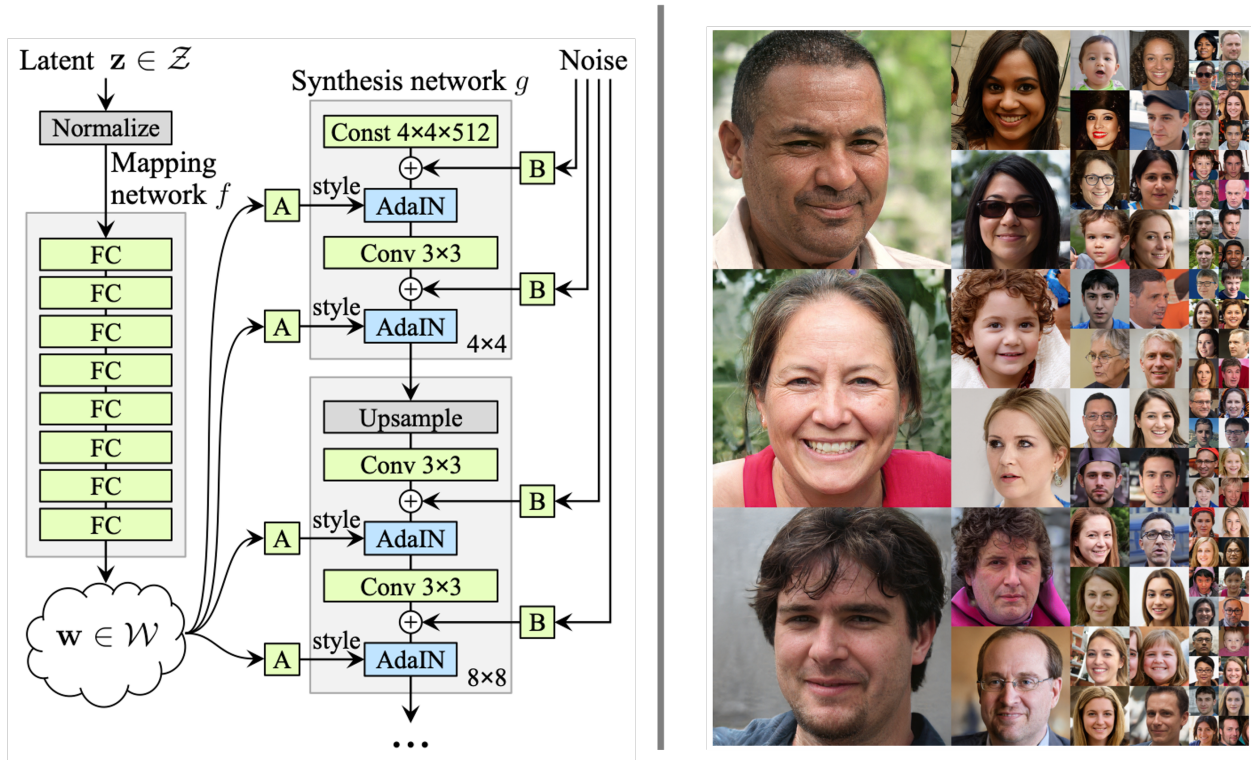 Latent z ∈ Z
Normalize
Mapping
network f
FC
FC
FC
FC
FC
FC
FC
FC
w ∈ W
Synthesis network g
Noise
Const 4×4×512
B
A
style
AdaIN
Conv 3×3
B
A
style
AdaIN
4×4
Upsample
Conv 3×3
B
A
style
AdaIN
Conv 3×3
B
A
style
AdaIN
8×8
...